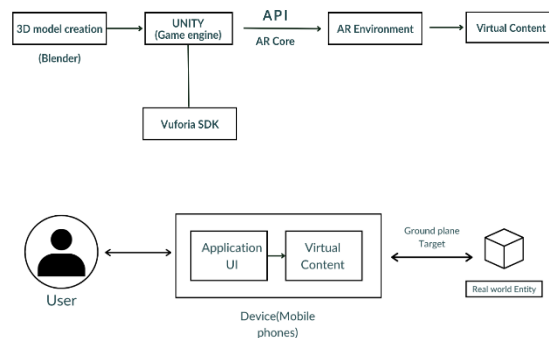 3D model creation
(Blender)
UNITY
(Game engine)
API
AR Core
AR Environment
Virtual Content
Vuforia SDK
User
Application
UI
Virtual
Content
Device(Mobile
phones)
Ground plane
Target
Real world Entity